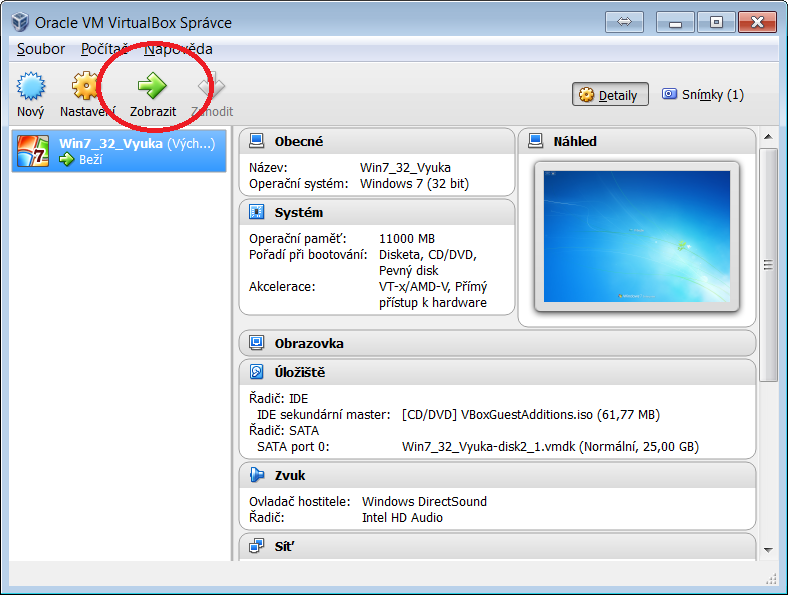 Oracle VM VirtualBox Správce
Soubor Počítač Nápověda
Nový Nastavení Zobrazit Zahodit
Detaily Snímky (1)
Win7_32_Vyuka (Vých...)
Běží
Obecné
Název: Win7_32_Vyuka
Operační systém: Windows 7 (32 bit)
Náhled
Systém
Operační paměť: 11000 MB
Pořadí při bootování: Disketa, CD/DVD,
Pevný disk
Akcelerace: VT-x/AMD-V, Přímý
přístup k hardware
Obrazovka
Úložiště
Řadič: IDE
IDE sekundární master: [CD/DVD] VBoxGuestAdditions.iso (61,77 MB)
Řadič: SATA
SATA port 0: Win7_32_Vyuka-disk2_1.vmdk (Normální, 25,00 GB)
Zvuk
Ovladač hostitele: Windows DirectSound
Řadič: Intel HD Audio
Síť